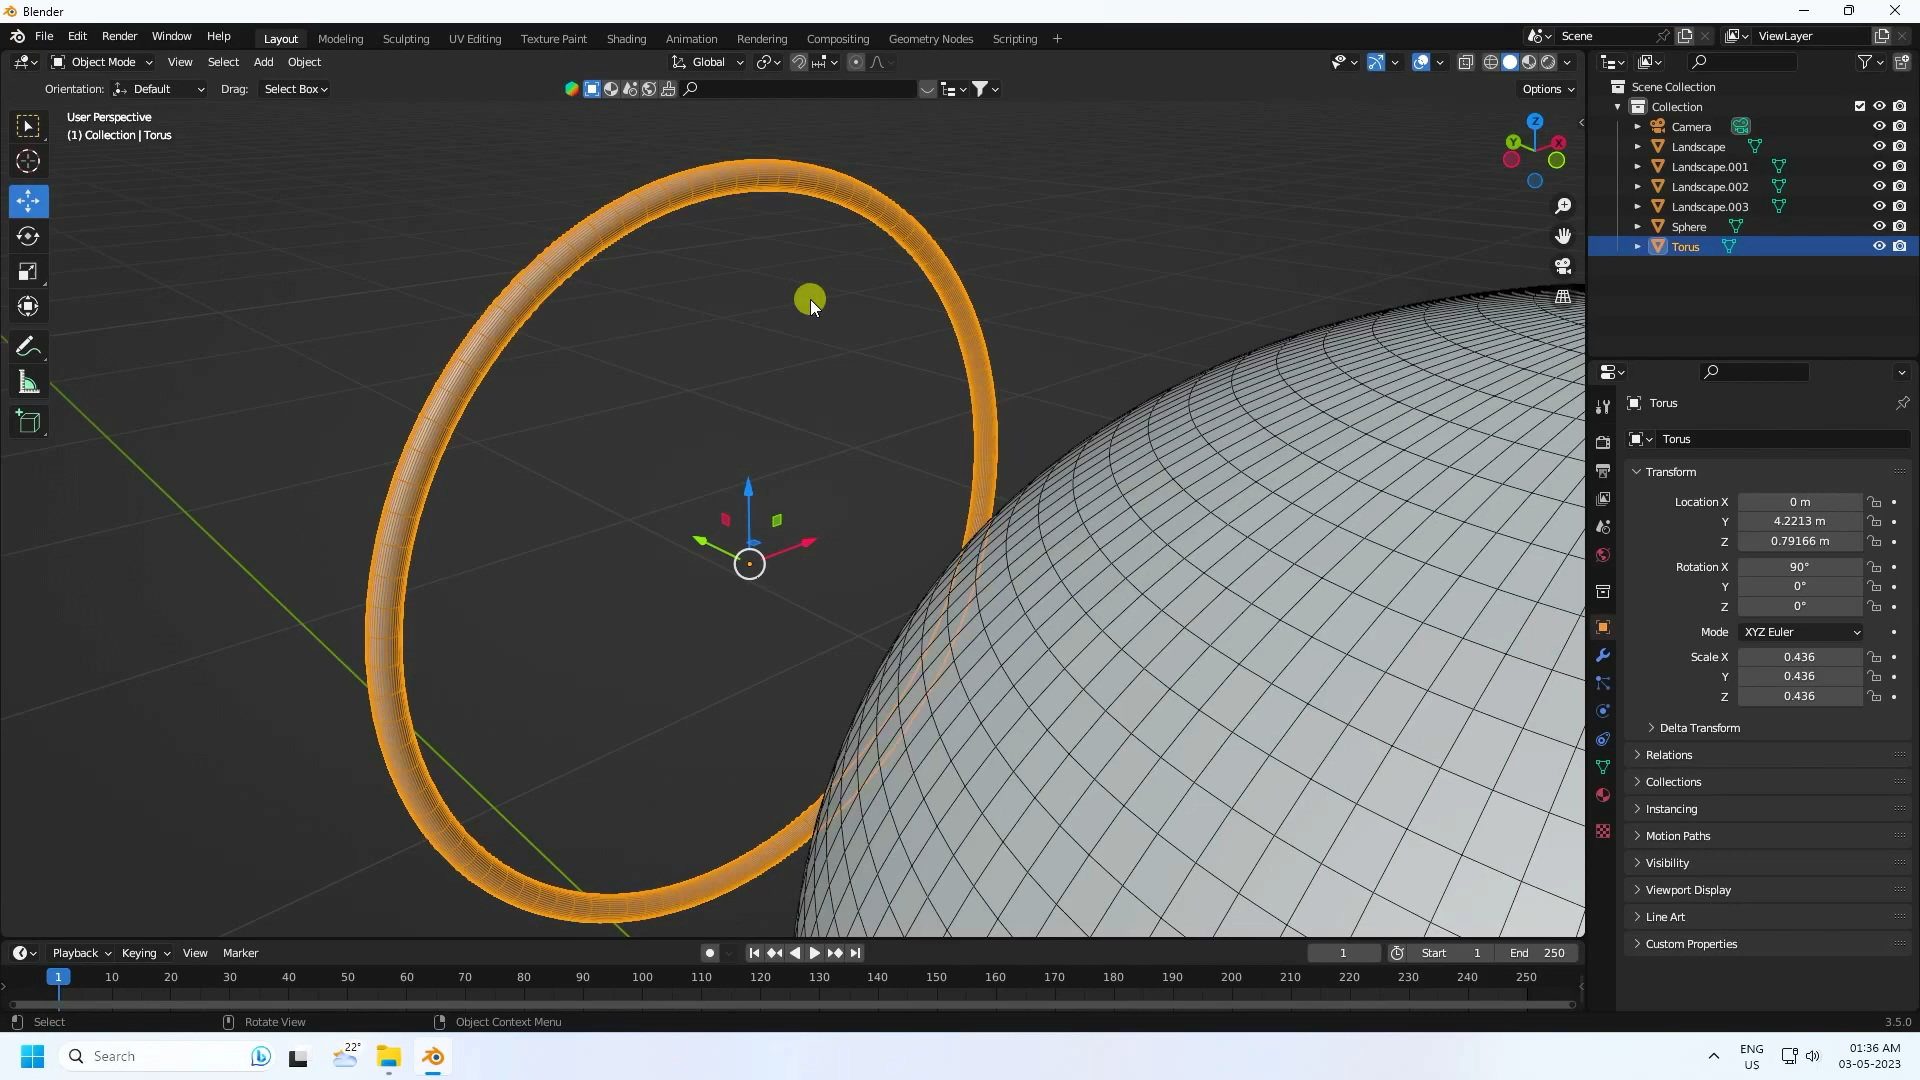 Blender
File Edit Render Window Help
Layout Modeling Sculpting UV Editing Texture Paint Shading Animation Rendering Compositing Geometry Nodes Scripting +
Scene ViewLayer
Object Mode View Select Add Object Global
Orientation: Default Drag: Select Box Options
User Perspective
(1) Collection | Torus
Z
Y X
Scene Collection
Collection
Camera
Landscape
Landscape.001
Landscape.002
Landscape.003
Sphere
Torus
Torus
Torus
Transform
Location X 0 m
Y 4.2213 m
Z 0.79166 m
Rotation X 90°
Y 0°
Z 0°
Mode XYZ Euler
Scale X 0.436
Y 0.436
Z 0.436
Delta Transform
Relations
Collections
Instancing
Motion Paths
Visibility
Viewport Display
Line Art
Custom Properties
Playback Keying View Marker 1 Start 1 End 250
1 10 20 30 40 50 60 70 80 90 100 110 120 130 140 150 160 170 180 190 200 210 220 230 240 250
Select Rotate View Object Context Menu 3.5.0
Search 22° ENG US 01:36 AM 03-05-2023